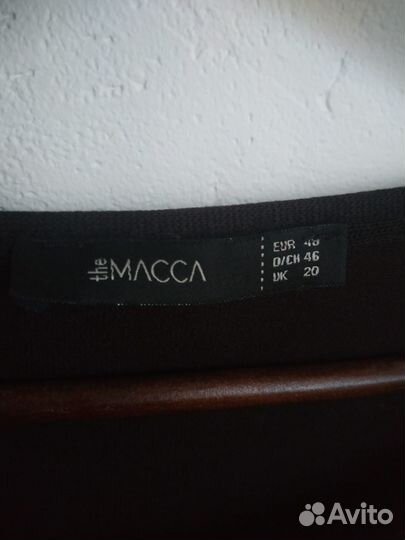 the MACCA
EUR 48
D/CH 46
UK 20
Avito